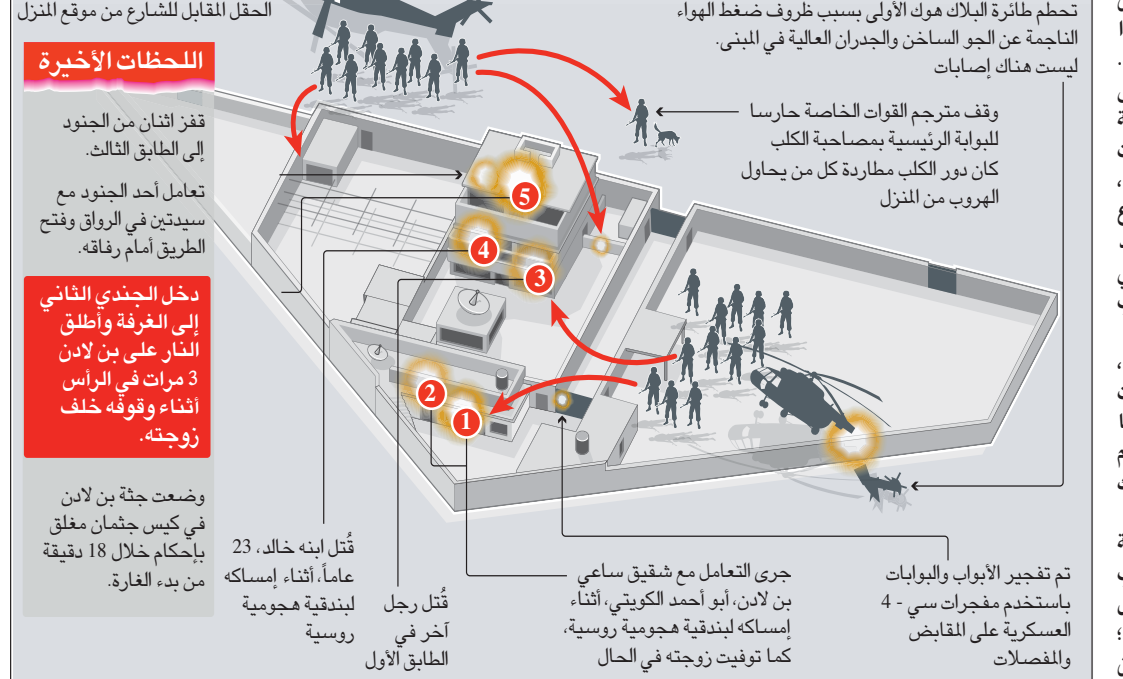 تحطم طائرة البلاك هوك الأولى بسبب ظروف ضغط الهواء
الناجمة عن الجو الساخن والجدران العالية في المبنى.
ليست هناك إصابات
الحقل المقابل للشارع من موقع المنزل
وقف مترجم القوات الخاصة حارسا
للبوابة الرئيسية بمصاحبة الكلب
كان دور الكلب مطاردة كل من يحاول
الهروب من المنزل
اللحظات الأخيرة
قفز اثنان من الجنود
إلى الطابق الثالث.
تعامل أحد الجنود مع
سيدتين في الرواق وفتح
الطريق أمام رفاقه.
دخل الجندي الثاني
إلى الغرفة وأطلق
النار على بن لادن
3 مرات في الرأس
أثناء وقوفه خلف
زوجته.
وضعت جثة بن لادن
في كيس جثمان مغلق
بإحكام خلال 18 دقيقة
من بدء الغارة.
5
4
3
2
1
تم تفجير الأبواب والبوابات
باستخدم مفجرات سي - 4
العسكرية على المقابض
والمفصلات
جرى التعامل مع شقيق ساعي
بن لادن، أبو أحمد الكويتي، أثناء
إمساكه لبندقية هجومية روسية،
كما توفيت زوجته في الحال
قُتل رجل
آخر في
الطابق الأول
قُتل ابنه خالد، 23
عاماً، أثناء إمساكه
لبندقية هجومية
روسية